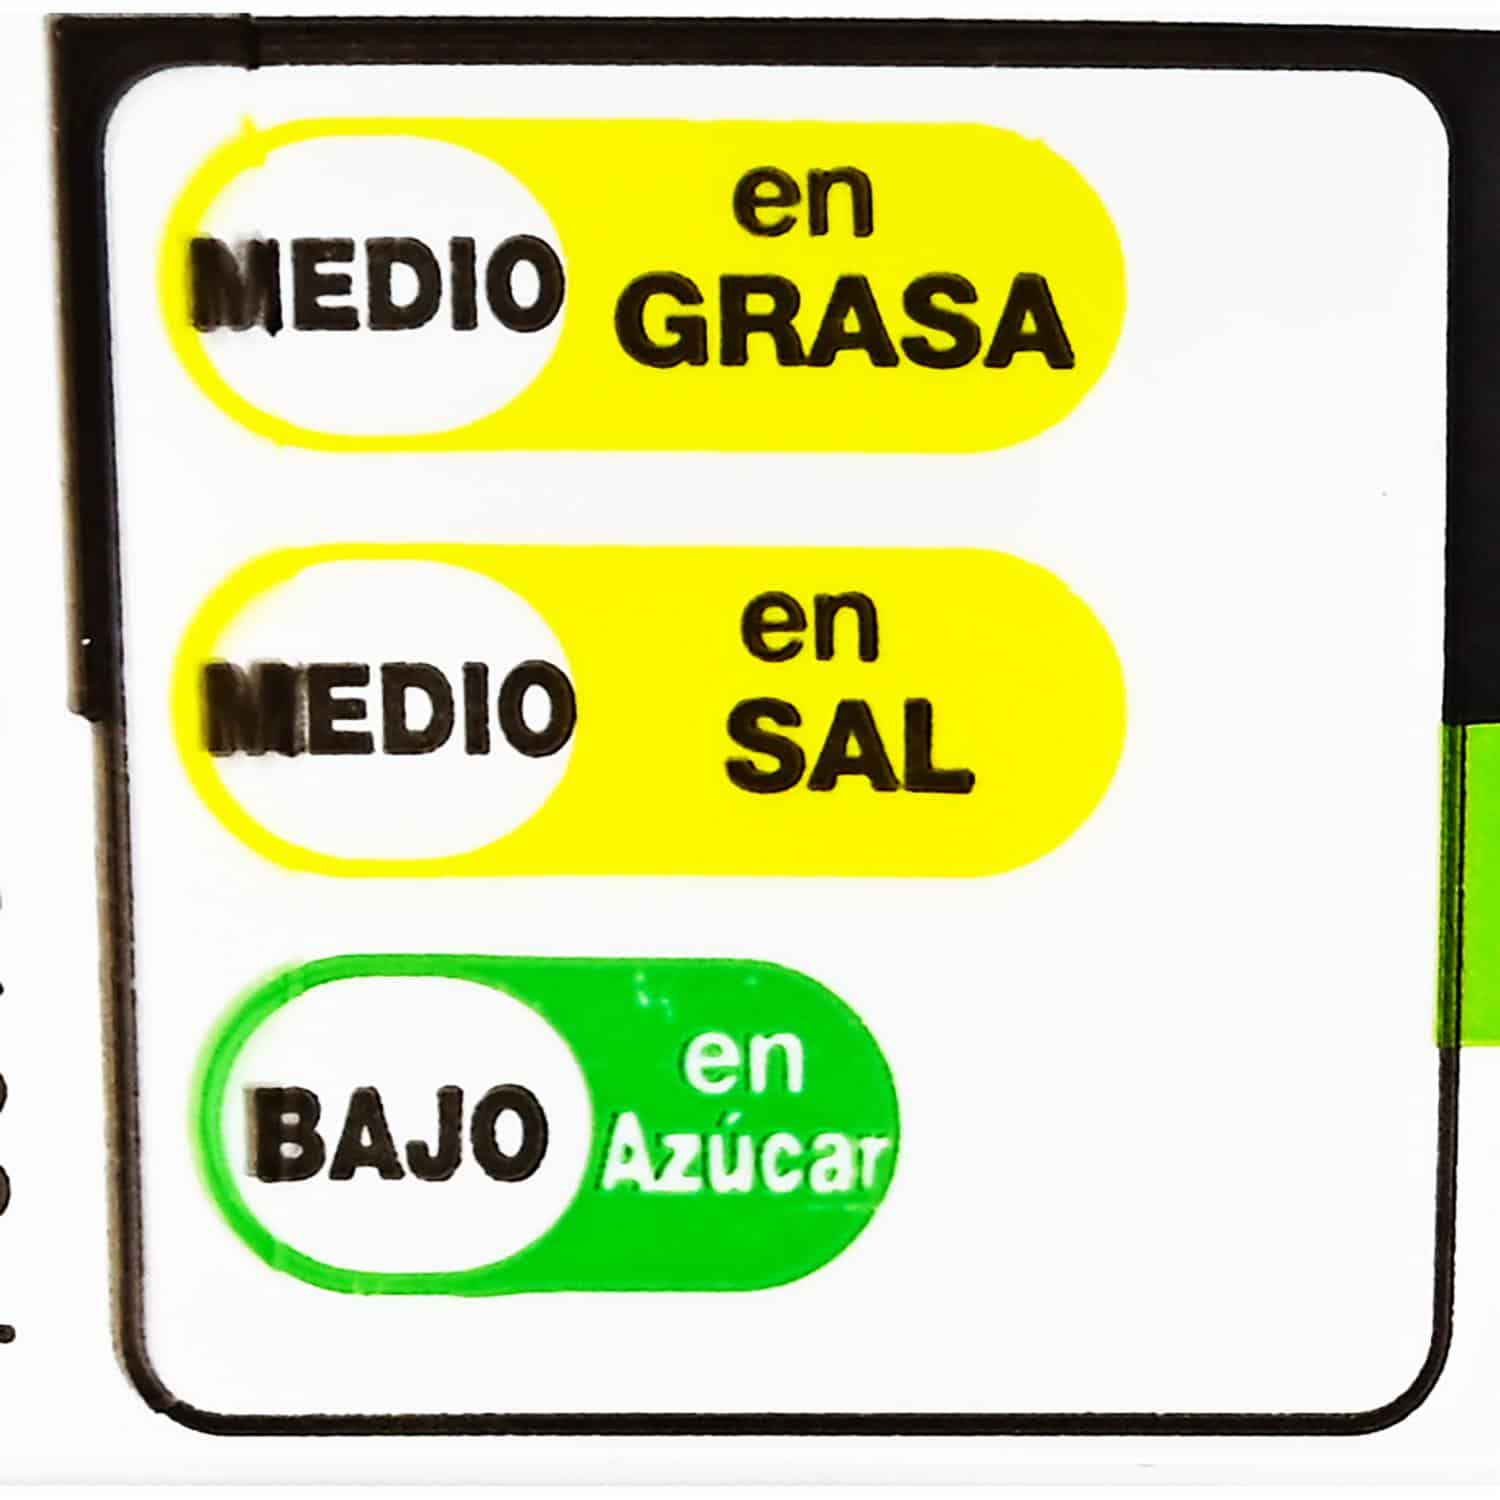 MEDIO
en
GRASA
MEDIO
en
SAL
BAJO
en
Azúcar